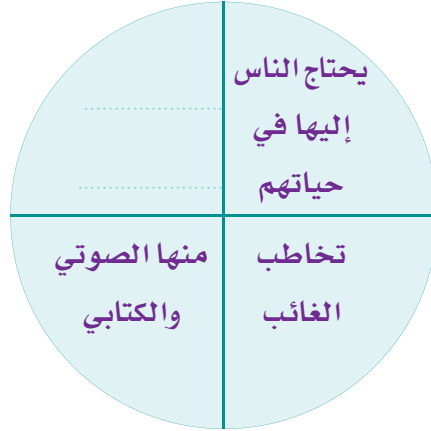 يحتاج الناس
إليها في
حياتهم
تخاطب
الغائب
منها الصوتي
والكتابي